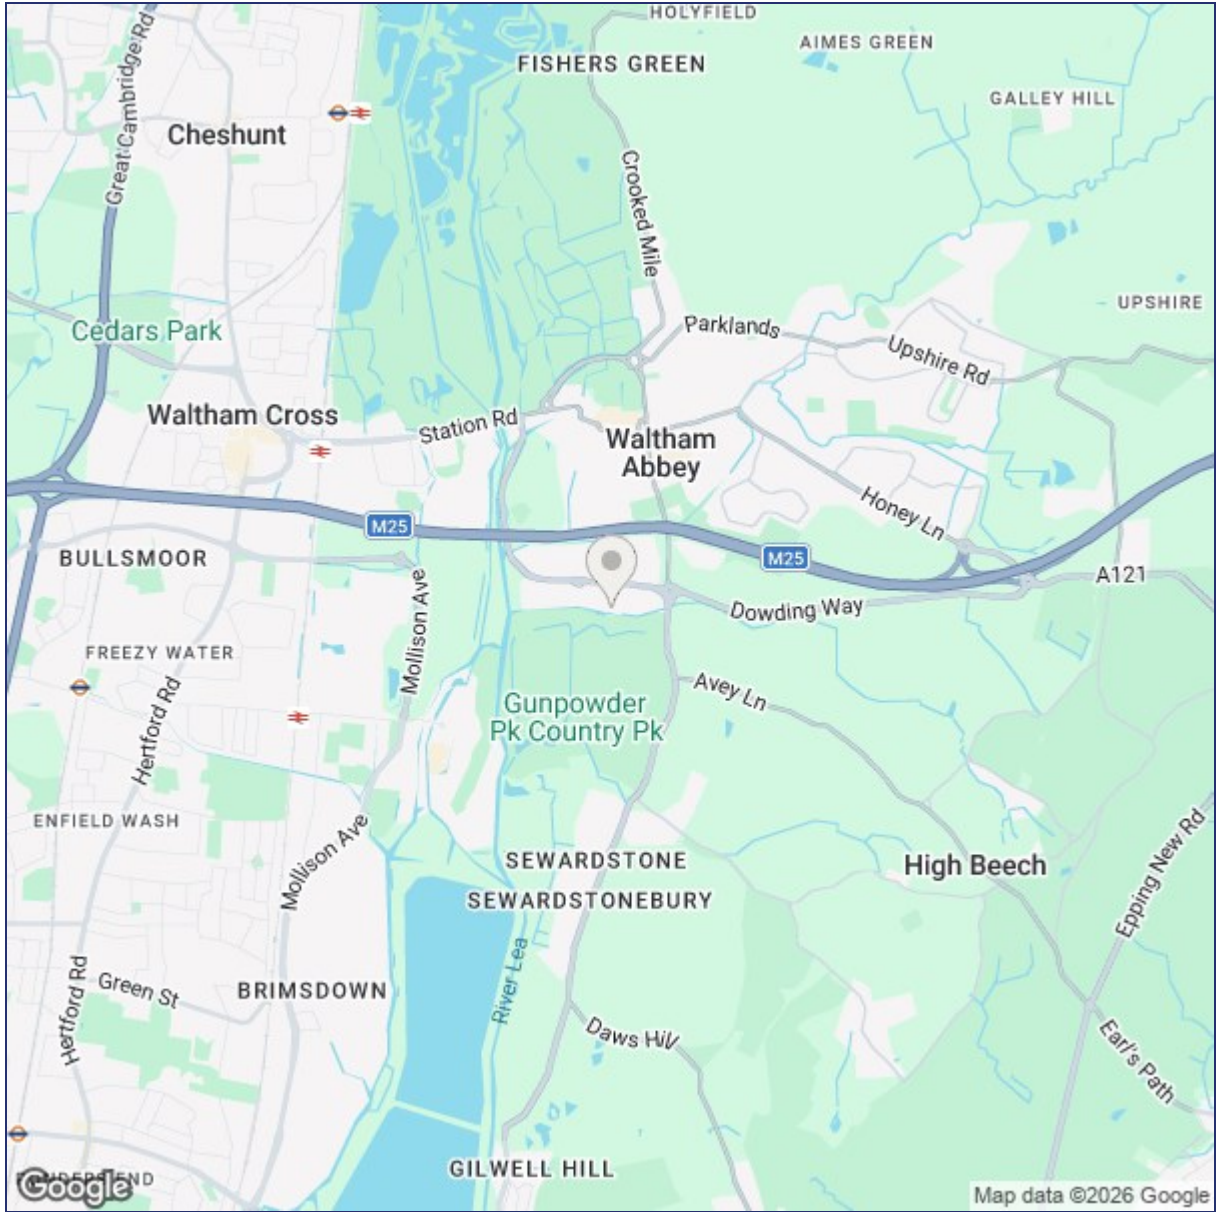 HOLYFIELD
AIMES GREEN
FISHERS GREEN
Great Cambridge Rd
GALLEY HILL
Cheshunt
Crooked Mile
UPSHIRE
Parklands
Cedars Park
Upshire Rd
Waltham Cross
Station Rd
Waltham
Abbey
Honey Ln
M25
M25
BULLSMOOR
A121
Mollison Ave
Dowding Way
FREEZY WATER
Hertford Rd
Avey Ln
Gunpowder
Pk Country Pk
ENFIELD WASH
Mollison Ave
SEWARDSTONE
High Beech
Epping New Rd
SEWARDSTONEBURY
River Lea
Green St
BRIMSDOWN
Hertford Rd
Daws Hill
Earl's Path
GILWELL HILL
Google
Map data ©2026 Google